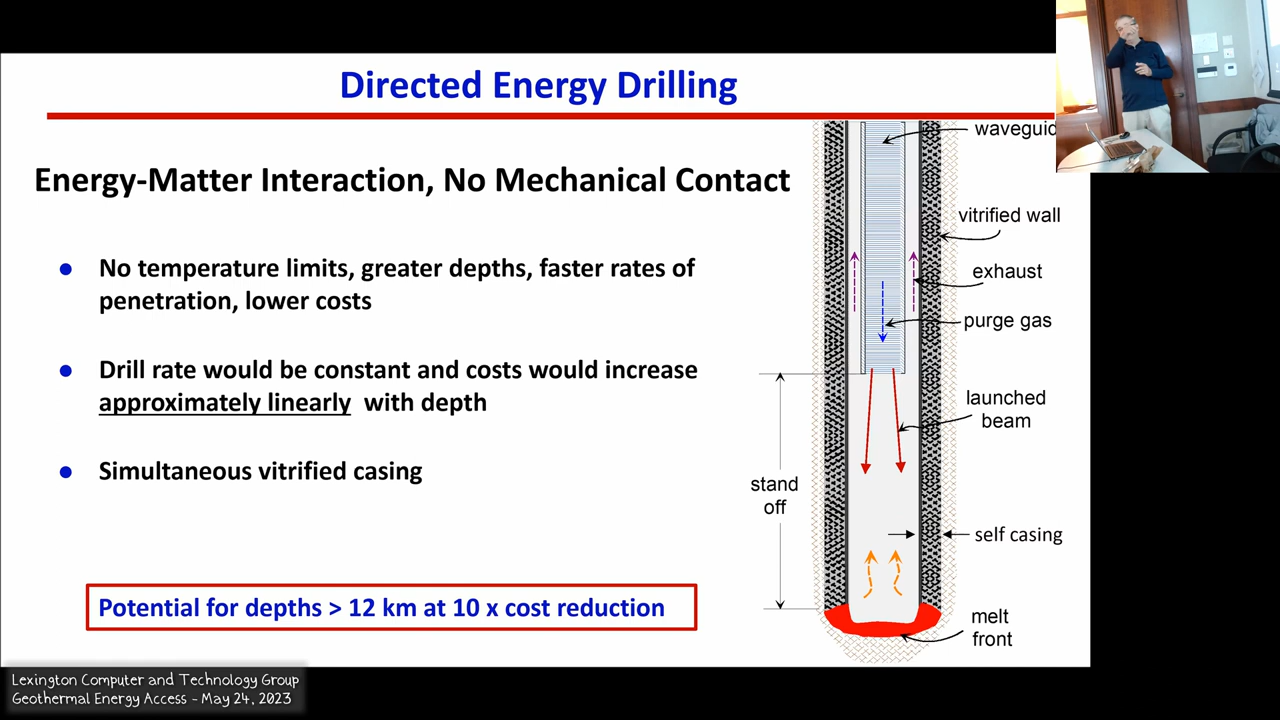 Directed Energy Drilling
Energy-Matter Interaction, No Mechanical Contact
● No temperature limits, greater depths, faster rates of
penetration, lower costs
● Drill rate would be constant and costs would increase
approximately linearly with depth
● Simultaneous vitrified casing
Potential for depths > 12 km at 10 x cost reduction
waveguid
vitrified wall
exhaust
purge gas
launched
beam
stand
off
self casing
melt
front
Lexington Computer and Technology Group
Geothermal Energy Access - May 24, 2023